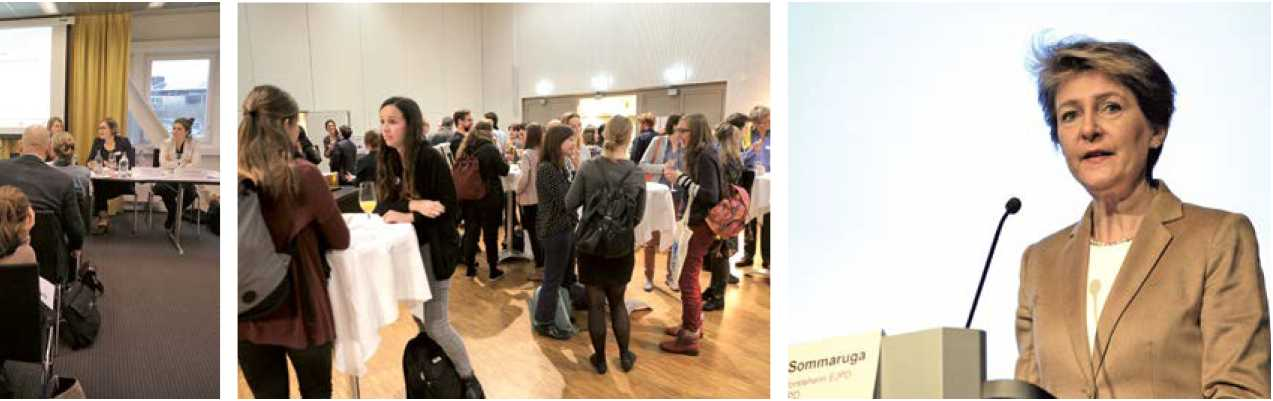 Sommaruga
orsteherin EJPD
PD